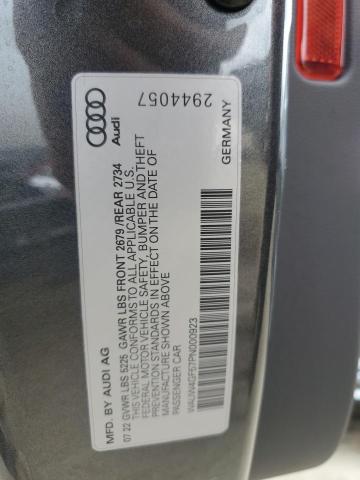 MFD. BY AUDI AG
07 22 GVWR LBS 5225 GAWR LBS FRONT 2679 /REAR 2734
THIS VEHICLE CONFORMS TO ALL APPLICABLE U.S.
FEDERAL MOTOR VEHICLE SAFETY, BUMPER AND THEFT
PREVENTION STANDARDS IN EFFECT ON THE DATE OF
MANUFACTURE SHOWN ABOVE
PASSENGER CAR
WAUW4GF57PN000923
GERMANY
Audi
2944057